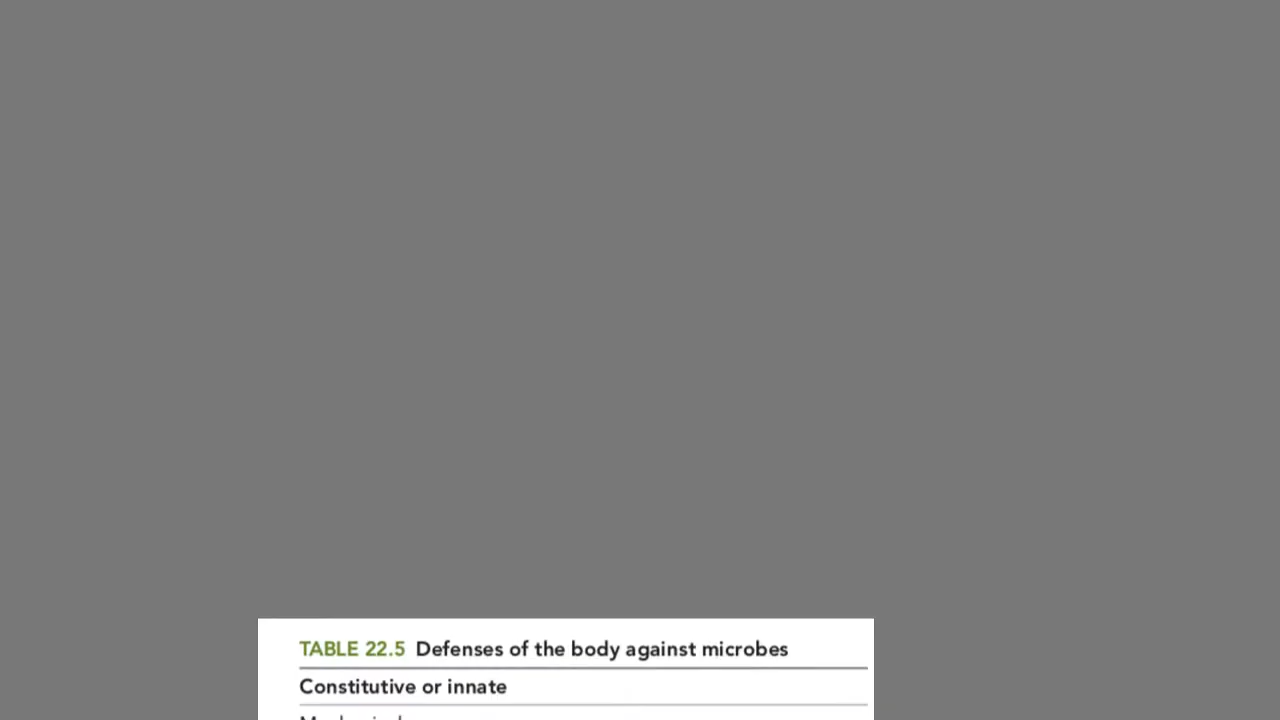 TABLE 22.5 Defenses of the body against microbes
Constitutive or innate